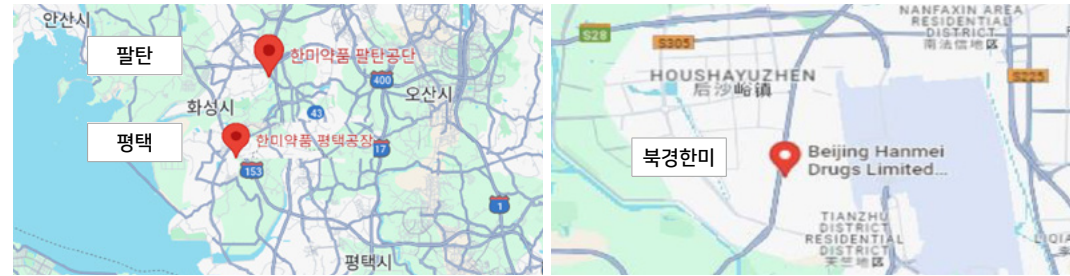 안산시
팔탄
한미약품 팔탄공단
400
오산시
화성시
43
평택
한미약품 평택공장
17
153
1
평택시
NANFAXIN AREA
RESIDENTIAL
DISTRICT
南法信地区
S28
S305
S225
HOUSHAYUZHEN
后沙峪镇
북경한미
Beijing Hanmei
Drugs Limited...
TIANZHU
DISTRICT
RESIDENTIAL
DISTRICT
天竺地区